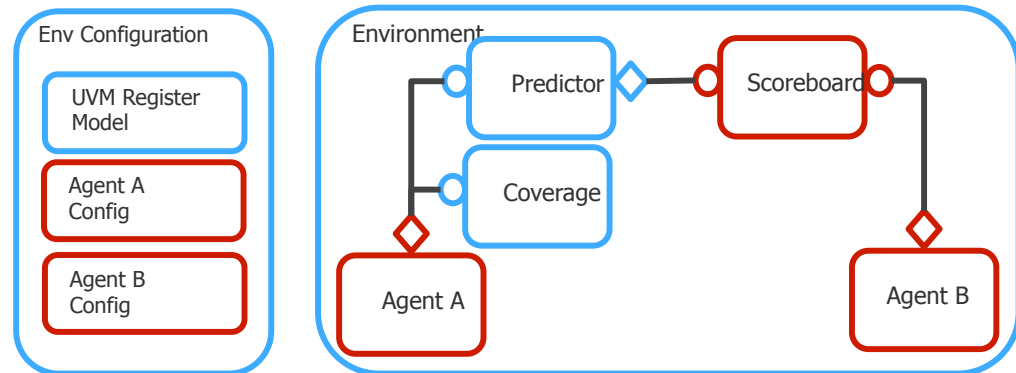 Env Configuration
UVM Register
Model
Agent A
Config
Agent B
Config
Environment
Predictor
Scoreboard
Coverage
Agent A
Agent B